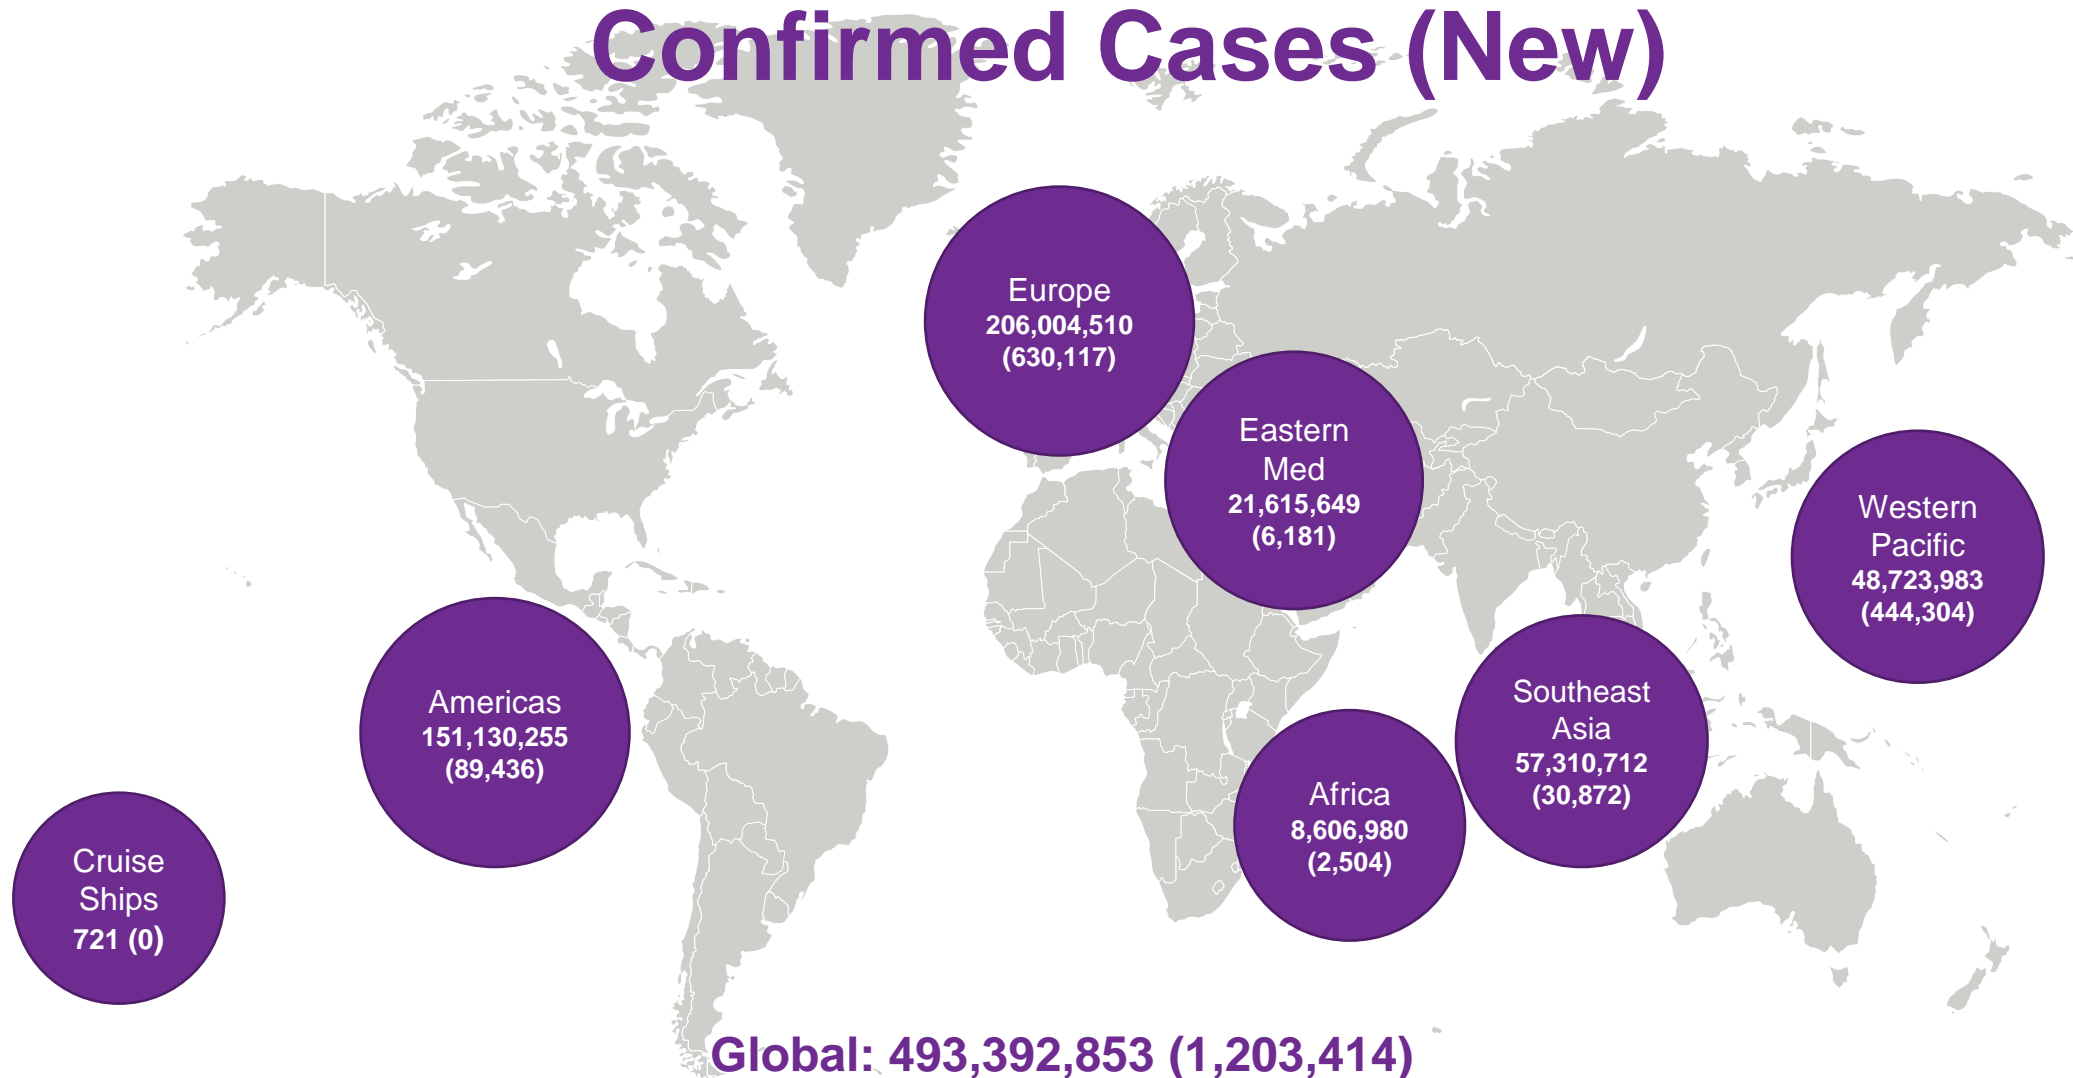 Confirmed Cases (New)
Europe
206,004,510
(630,117)
Eastern
Med
21,615,649
(6,181)
Western
Pacific
48,723,983
(444,304)
Americas
151,130,255
(89,436)
Southeast
Asia
57,310,712
(30,872)
Africa
8,606,980
(2,504)
Cruise
Ships
721 (0)
Global: 493,392,853 (1,203,414)